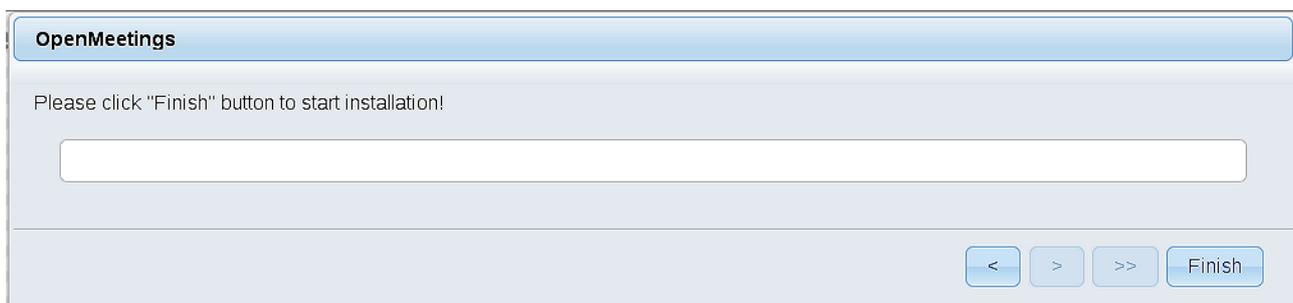 OpenMeetings
Please click "Finish" button to start installation!
< > >> Finish